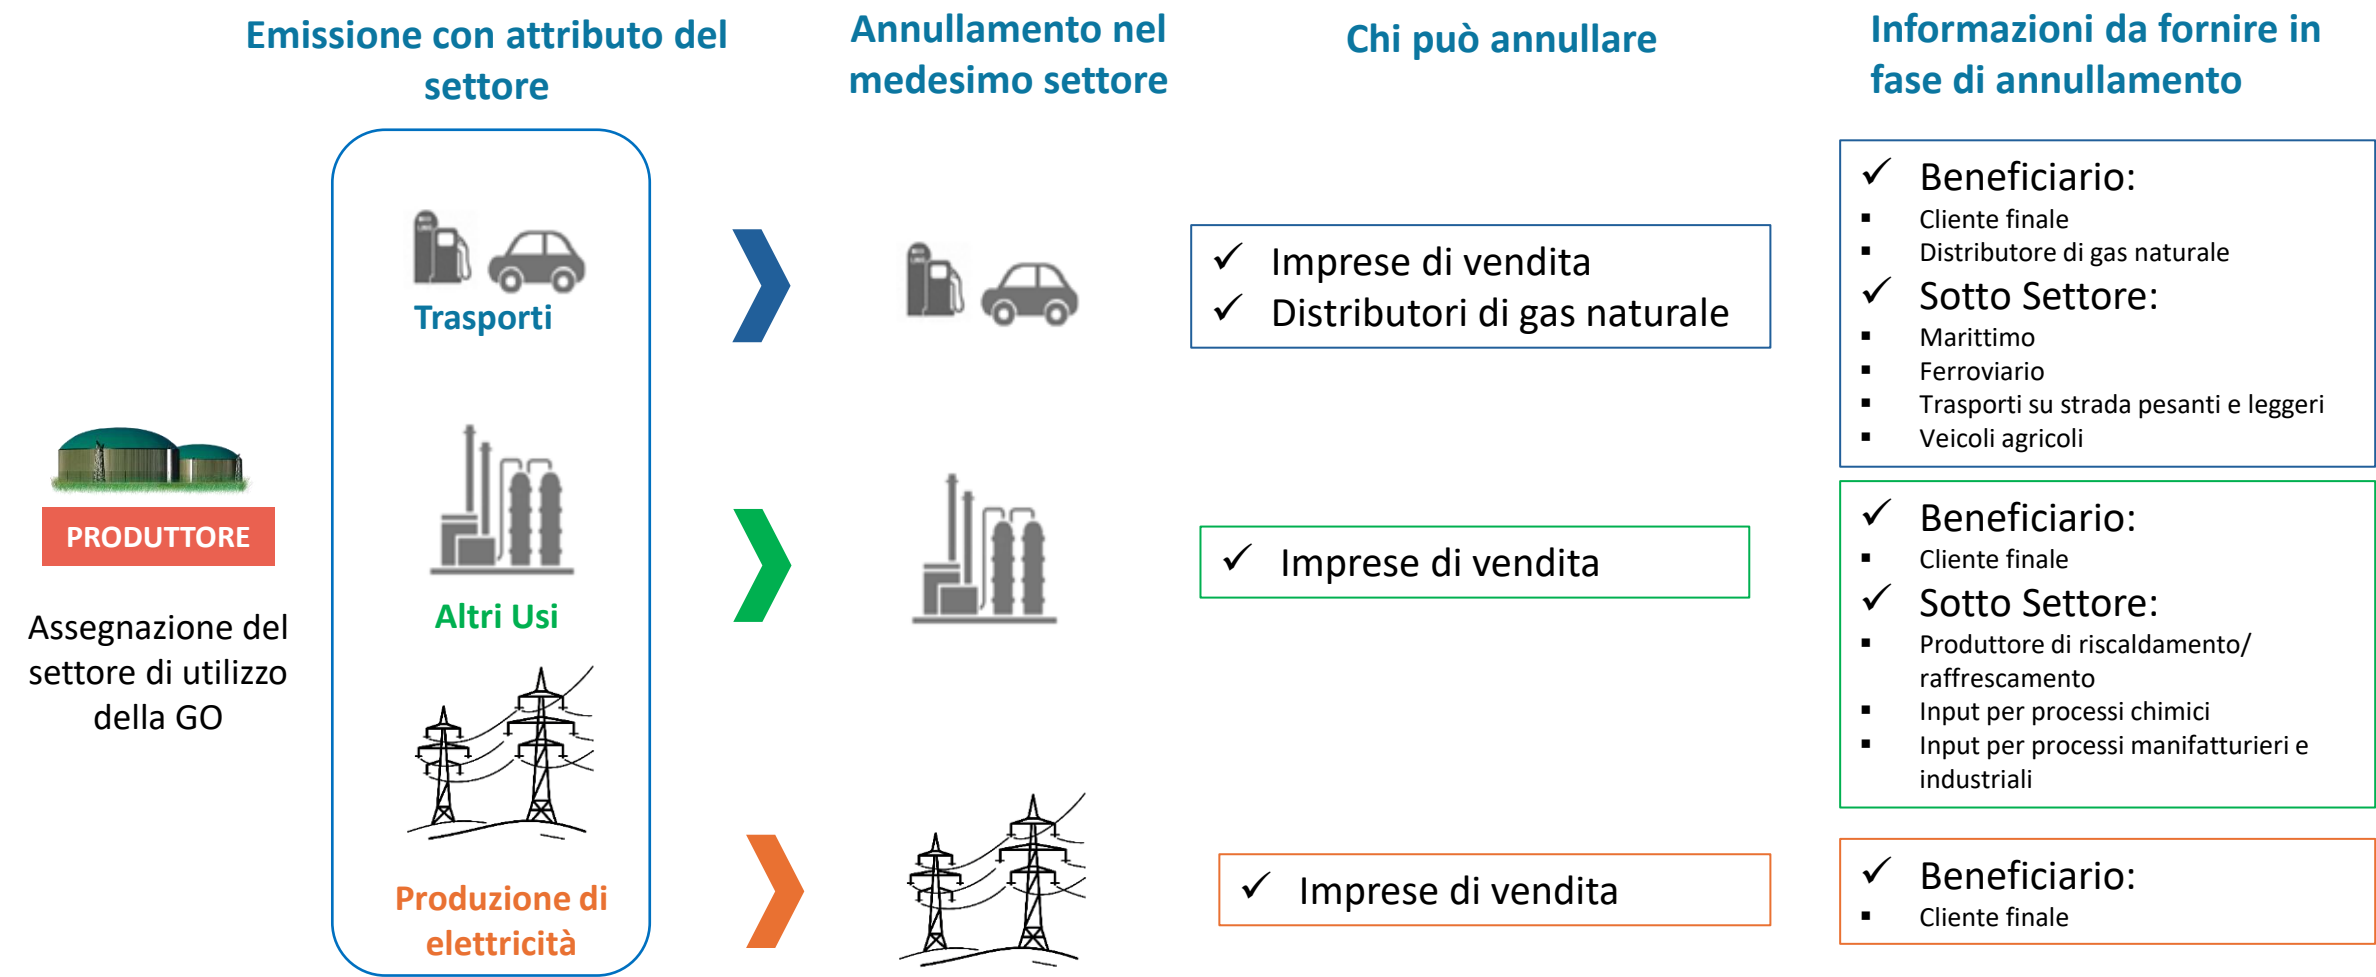 Emissione con attributo del
settore
Annullamento nel
medesimo settore
Chi può annullare
Informazioni da fornire in
fase di annullamento
PRODUTTORE
Assegnazione del
settore di utilizzo
della GO
Trasporti
✓ Imprese di vendita
✓ Distributori di gas naturale
✓ Beneficiario:
▪ Cliente finale
▪ Distributore di gas naturale
✓ Sotto Settore:
▪ Marittimo
▪ Ferroviario
▪ Trasporti su strada pesanti e leggeri
▪ Veicoli agricoli
Altri Usi
✓ Imprese di vendita
✓ Beneficiario:
▪ Cliente finale
✓ Sotto Settore:
▪ Produttore di riscaldamento/
raffrescamento
▪ Input per processi chimici
▪ Input per processi manifatturieri e
industriali
Produzione di
elettricità
✓ Imprese di vendita
✓ Beneficiario:
▪ Cliente finale